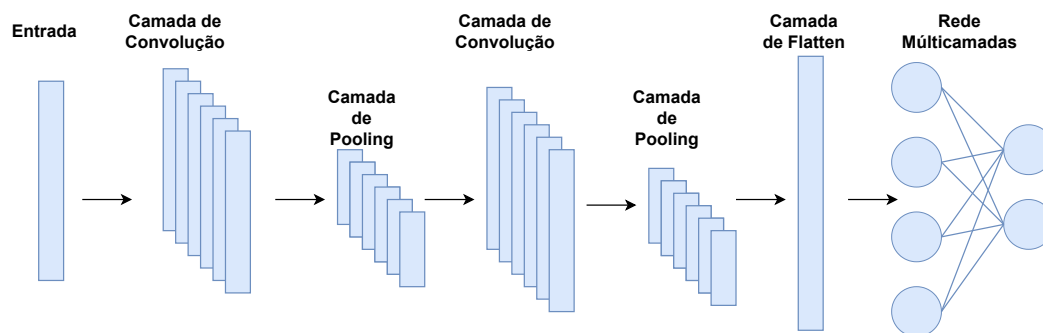 Entrada
Camada de
Convolução
Camada
de
Pooling
Camada de
Convolução
Camada
de
Pooling
Camada
de Flatten
Rede
Múlticamadas